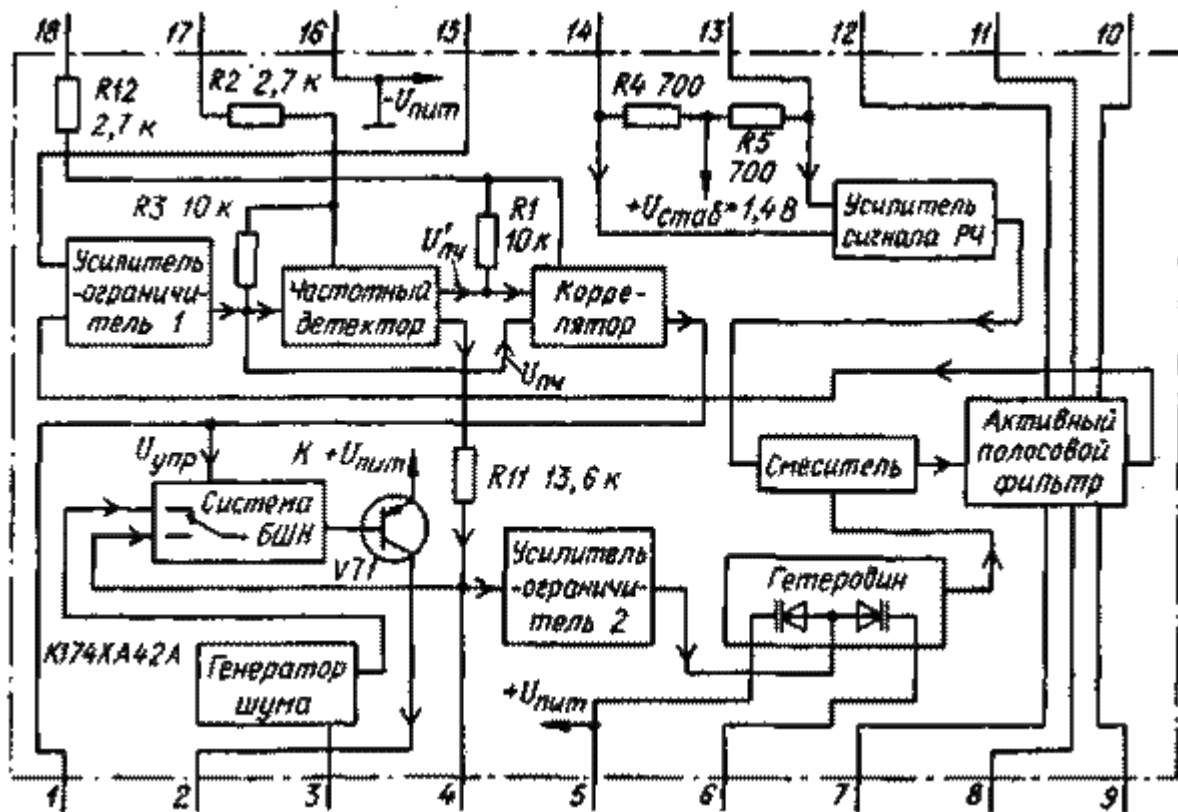 18 17 16 15 14 13 12 11 10
R12
2,7 к
R2 2,7 к
-Uпит
R4 700
R5
700
+Uстаб=1,4 В
R3 10 к
R1
10 к
U'пч
Усилитель
сигнала РЧ
Усилитель
-ограничи-
тель 1
Частотный
детектор
Корре-
лятор
Uпч
Uупр
К +Uпит
R11 13,6 к
Смеситель
Активный
полосовой
фильтр
Система
БШН
VT1
Усилитель
-ограничи-
тель 2
Гетеродин
К174ХА42А
Генератор
шума
+Uпит
1 2 3 4 5 6 7 8 9